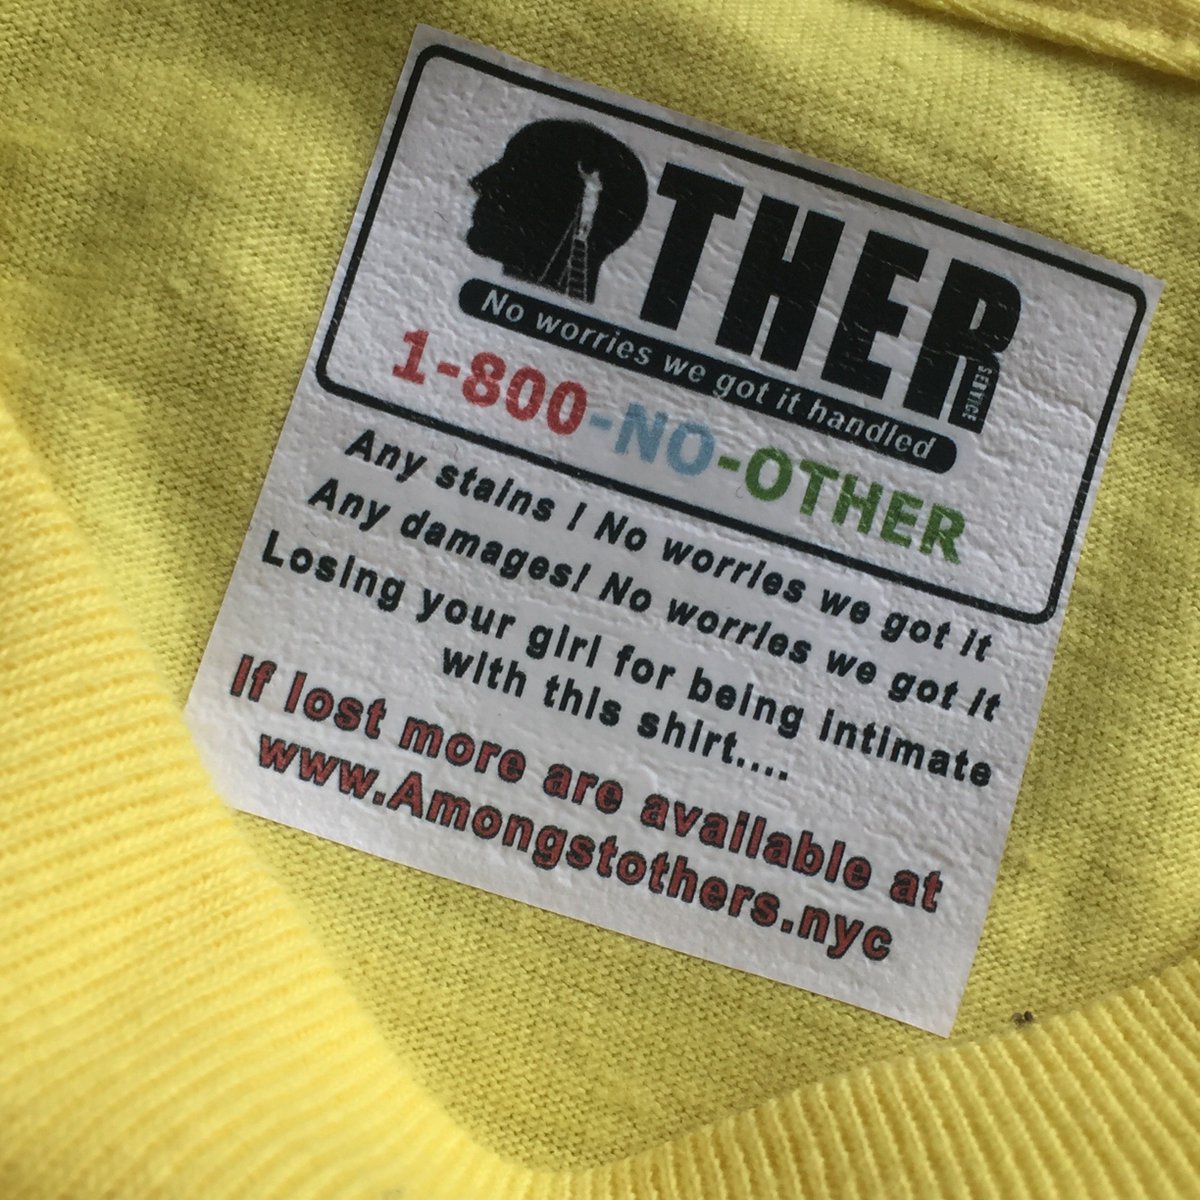 OTHER
SERVICE
No worries we got it handled
1-800-NO-OTHER
Any stains ! No worries we got it
Any damages! No worries we got it
Losing your girl for being intimate
with this shirt....
If lost more are available at
www.Amongstothers.nyc